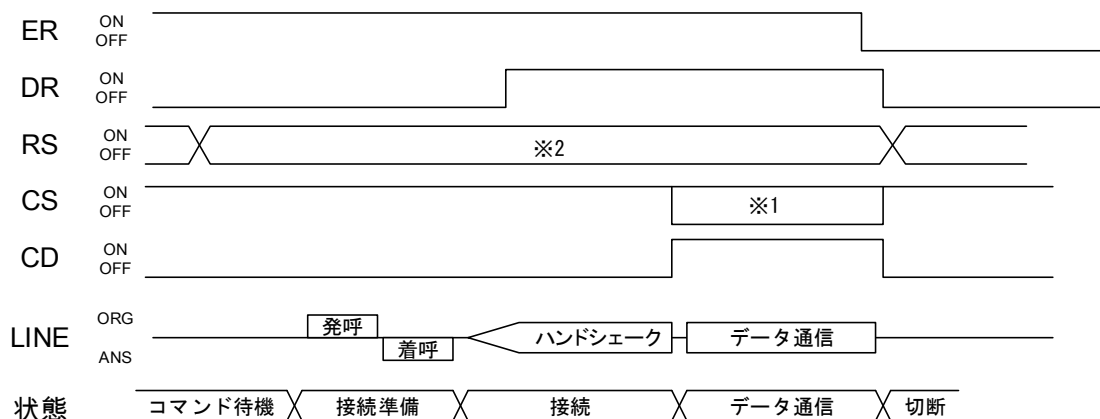 ER ON
OFF
DR ON
OFF
RS ON
OFF
※2
CS ON
OFF
※1
CD ON
OFF
LINE ORG
ANS
発呼
着呼
ハンドシェーク
データ通信
状態 コマンド待機 接続準備 接続 データ通信 切断